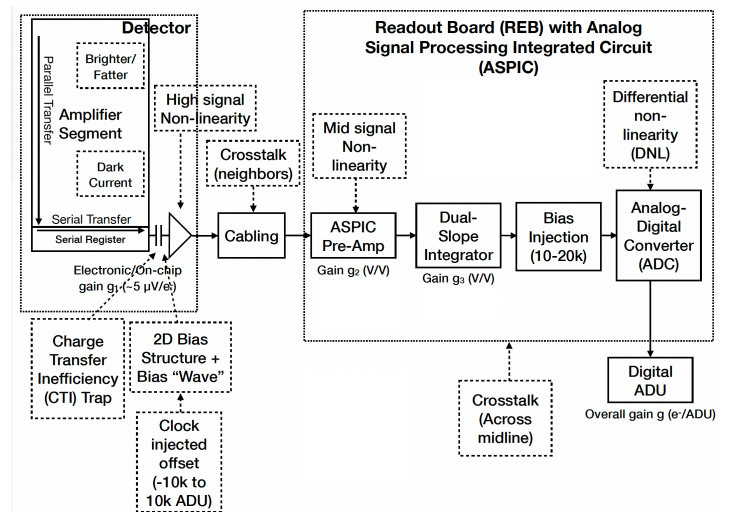 Detector
Brighter/
Fatter
Parallel Transfer
Amplifier
Segment
Dark
Current
Serial Transfer
Serial Register
High signal
Non-linearity
Crosstalk
(neighbors)
Cabling
Electronic/On-chip
gain g₁ (~5 μV/e-)
Charge
Transfer
Inefficiency
(CTI) Trap
2D Bias
Structure +
Bias “Wave”
Clock
injected
offset
(-10k to
10k ADU)
Readout Board (REB) with Analog
Signal Processing Integrated Circuit
(ASPIC)
Mid signal
Non-
linearity
ASPIC
Pre-Amp
Gain g₂ (V/V)
Dual-
Slope
Integrator
Gain g₃ (V/V)
Bias
Injection
(10-20k)
Differential
non-
linearity
(DNL)
Analog-
Digital
Converter
(ADC)
Crosstalk
(Across
midline)
Digital
ADU
Overall gain g (e⁻/ADU)